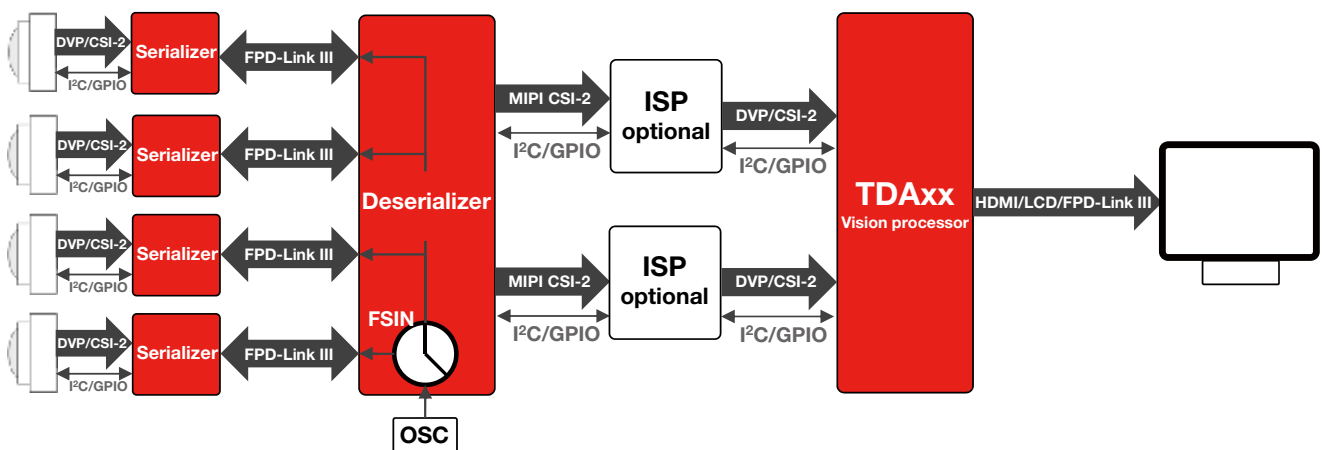 DVP/CSI-2
I²C/GPIO
Serializer
FPD-Link III
DVP/CSI-2
I²C/GPIO
Serializer
FPD-Link III
DVP/CSI-2
I²C/GPIO
Serializer
FPD-Link III
DVP/CSI-2
I²C/GPIO
Serializer
FPD-Link III
Deserializer
FSIN
OSC
MIPI CSI-2
I²C/GPIO
ISP
optional
DVP/CSI-2
I²C/GPIO
MIPI CSI-2
I²C/GPIO
ISP
optional
DVP/CSI-2
I²C/GPIO
TDAxx
Vision processor
HDMI/LCD/FPD-Link III